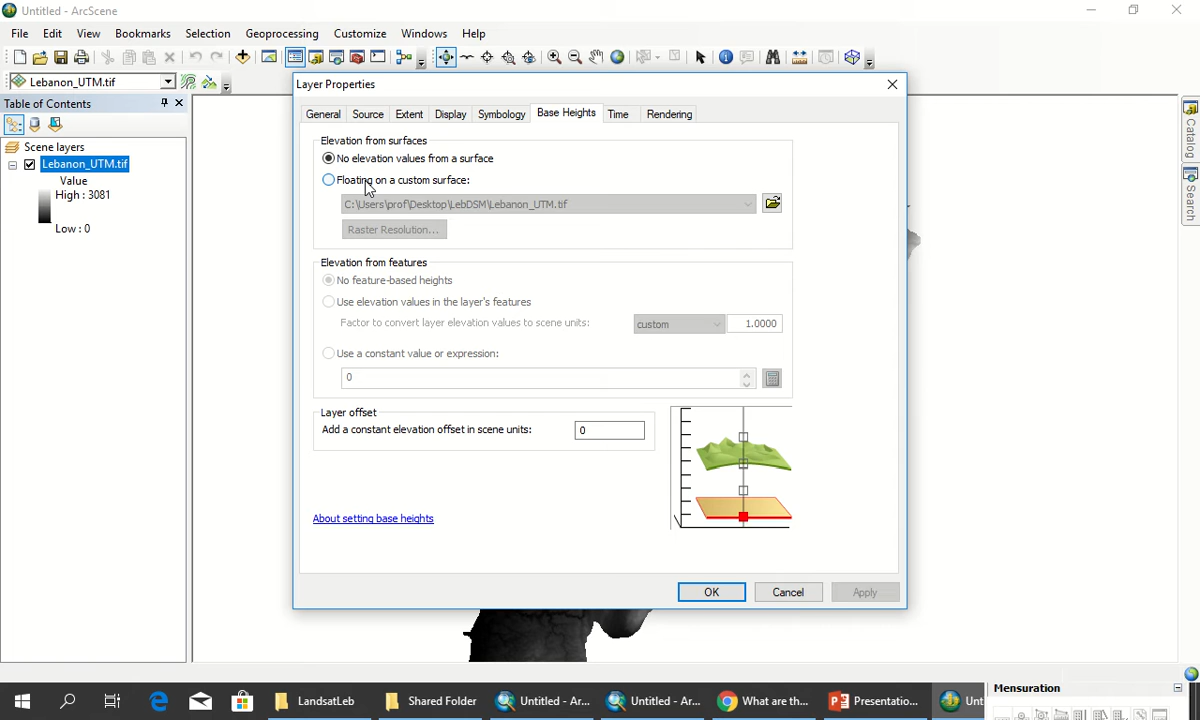 Untitled - ArcScene
File Edit View Bookmarks Selection Geoprocessing Customize Windows Help
Lebanon_UTM.tif
Table of Contents
Scene layers
Lebanon_UTM.tif
Value
High : 3081
Low : 0
Layer Properties
General Source Extent Display Symbology Base Heights Time Rendering
Elevation from surfaces
No elevation values from a surface
Floating on a custom surface:
C:\Users\prof\Desktop\LebDSM\Lebanon_UTM.tif
Raster Resolution...
Elevation from features
No feature-based heights
Use elevation values in the layer's features
Factor to convert layer elevation values to scene units: custom 1.0000
Use a constant value or expression:
0
Layer offset
Add a constant elevation offset in scene units: 0
About setting base heights
OK Cancel Apply
Catalog
Search
LandsatLeb Shared Folder Untitled - Ar... Untitled - Ar... What are th... Presentatio... Unt
Mensuration